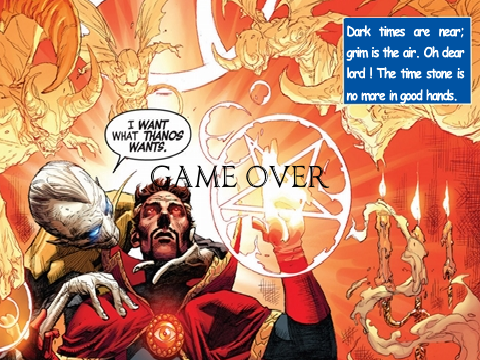 Dark times are near;
grim is the air. Oh dear
lord ! The time stone is
no more in good hands.
I WANT
WHAT THANOS
WANTS.
GAME OVER